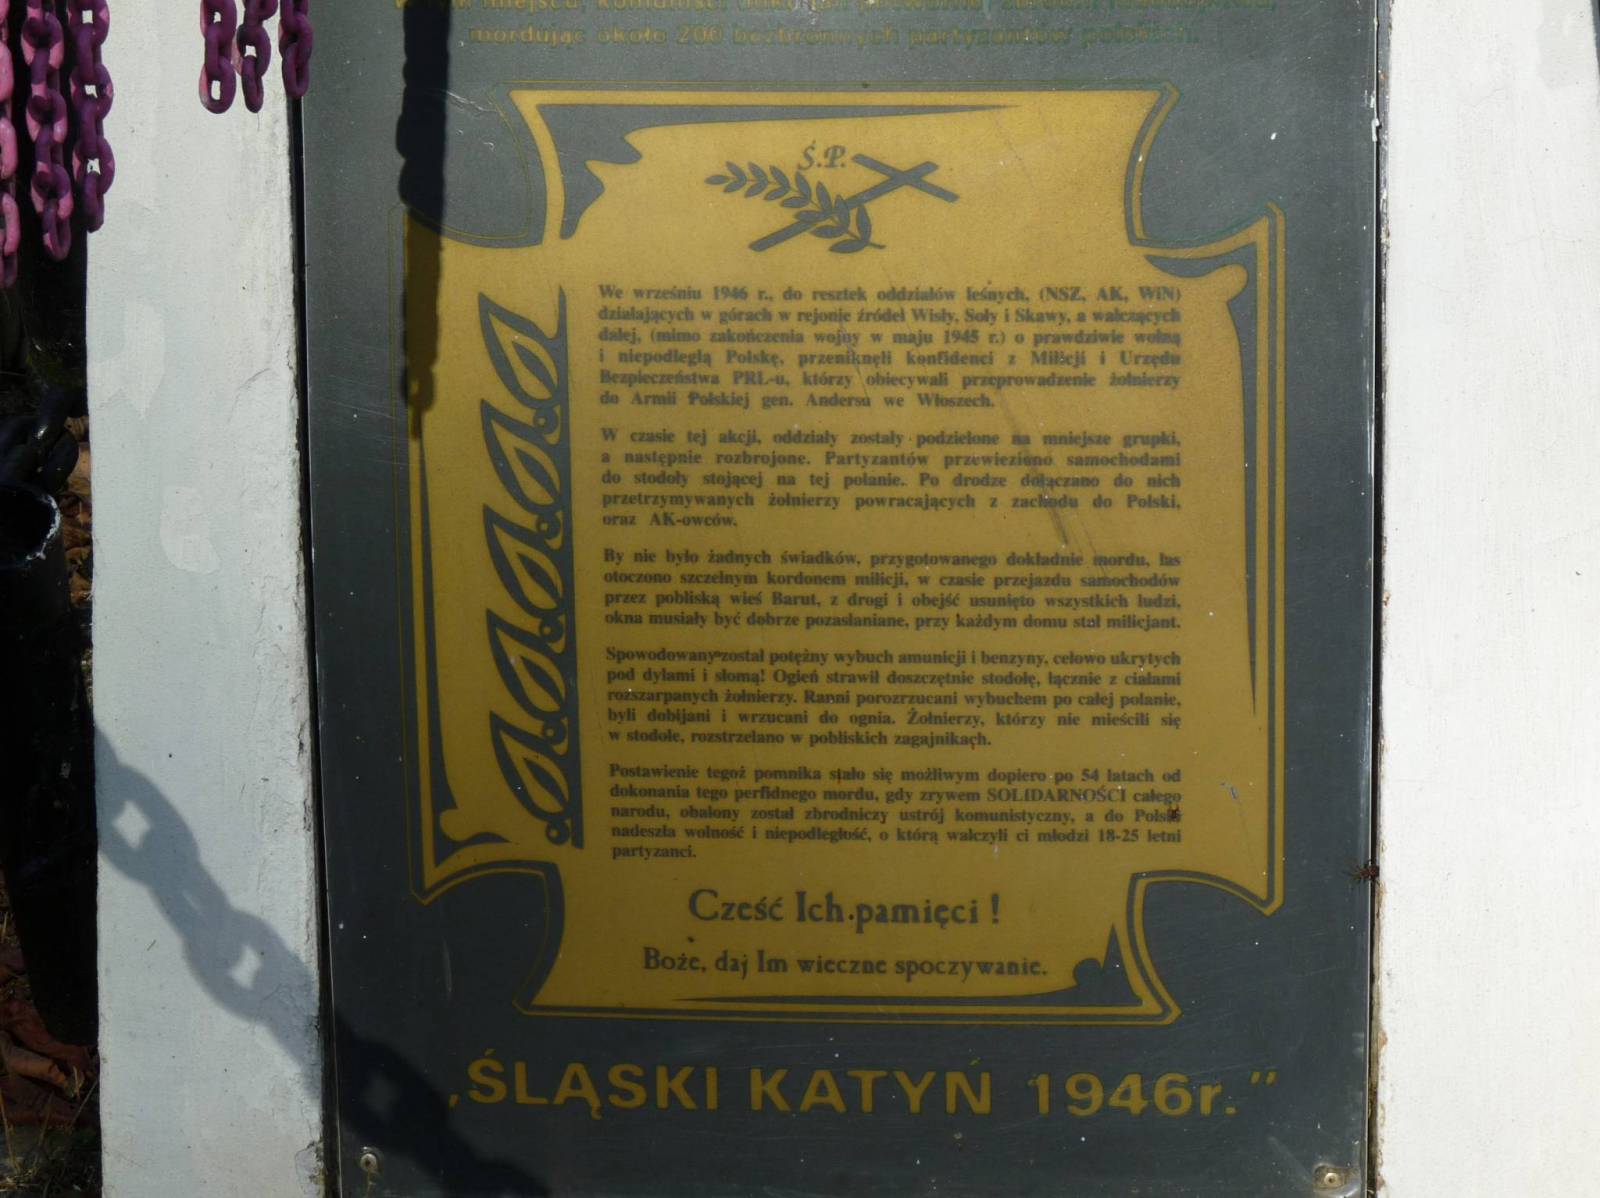 mordując około 200 bezbronnych partyzantów polskich.
Ś.P.
We wrześniu 1946 r., do resztek oddziałów leśnych, (NSZ, AK, WiN)
działających w górach w rejonie źródeł Wisły, Soły i Skawy, a walczących
dalej, (mimo zakończenia wojny w maju 1945 r.) o prawdziwie wolną
i niepodległą Polskę, przeniknęli konfidenci z Milicji i Urzędu
Bezpieczeństwa PRL-u, którzy obiecywali przeprowadzenie żołnierzy
do Armii Polskiej gen. Andersa we Włoszech.
W czasie tej akcji, oddziały zostały podzielone na mniejsze grupki,
a następnie rozbrojone. Partyzantów przewieziono samochodami
do stodoły stojącej na tej polanie. Po drodze dołączano do nich
przetrzymywanych żołnierzy powracających z zachodu do Polski,
oraz AK-owców.
By nie było żadnych świadków, przygotowanego dokładnie mordu, las
otoczono szczelnym kordonem milicji, w czasie przejazdu samochodów
przez pobliską wieś Barut, z drogi i obejść usunięto wszystkich ludzi,
okna musiały być dobrze pozasłaniane, przy każdym domu stał milicjant.
Spowodowany został potężny wybuch amunicji i benzyny, celowo ukrytych
pod dylami i słomą! Ogień strawił doszczętnie stodołę, łącznie z ciałami
rozszarpanych żołnierzy. Ranni porozrzucani wybuchem po całej polanie,
byli dobijani i wrzucani do ognia. Żołnierzy, którzy nie mieścili się
w stodole, rozstrzelano w pobliskich zagajnikach.
Postawienie tegoż pomnika stało się możliwym dopiero po 54 latach od
dokonania tego perfidnego mordu, gdy zrywem SOLIDARNOŚCI całego
narodu, obalony został zbrodniczy ustrój komunistyczny, a do Polski
nadeszła wolność i niepodległość, o którą walczyli ci młodzi 18-25 letni
partyzanci.
Cześć Ich pamięci !
Boże, daj Im wieczne spoczywanie.
„ŚLĄSKI KATYŃ 1946r.”